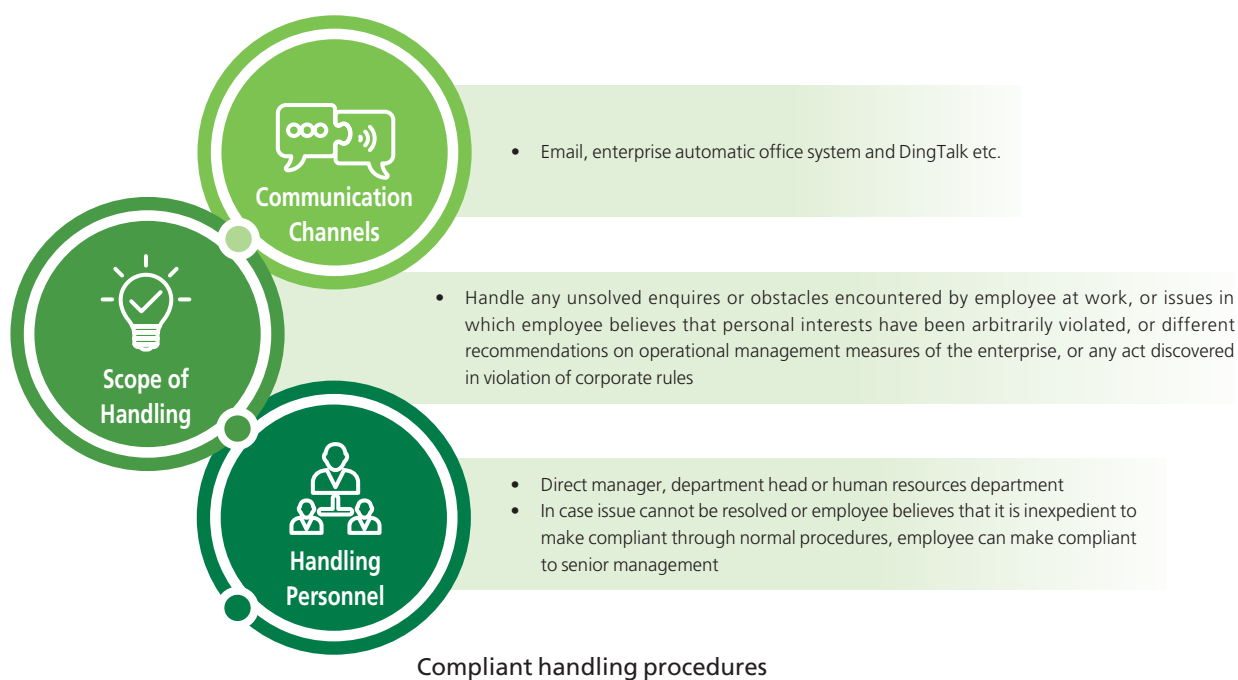 Communication
Channels
• Email, enterprise automatic office system and DingTalk etc.
Scope of
Handling
• Handle any unsolved enquires or obstacles encountered by employee at work, or issues in
which employee believes that personal interests have been arbitrarily violated, or different
recommendations on operational management measures of the enterprise, or any act discovered
in violation of corporate rules
Handling
Personnel
• Direct manager, department head or human resources department
• In case issue cannot be resolved or employee believes that it is inexpedient to
make compliant through normal procedures, employee can make compliant
to senior management
Compliant handling procedures